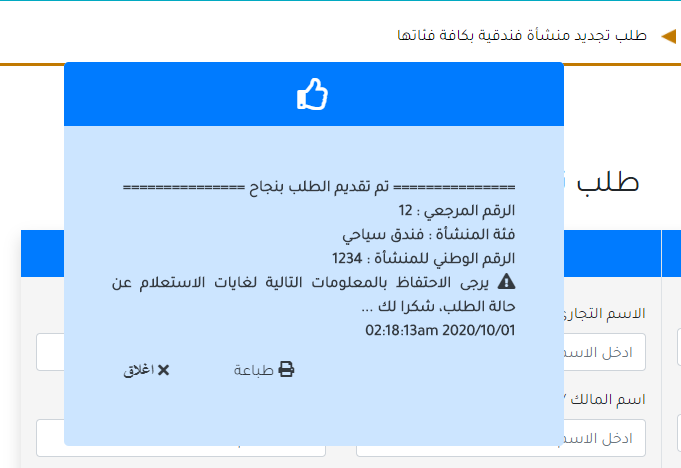 طلب تجديد منشأة فندقية بكافة فئاتها
طلب
=============== تم تقديم الطلب بنجاح ===============
الرقم المرجعي : 12
فئة المنشأة : فندق سياحي
الرقم الوطني للمنشأة : 1234
يرجى الاحتفاظ بالمعلومات التالية لغايات الاستعلام عن
حالة الطلب، شكرا لك ...
02:18:13am 2020/10/01
طباعة
اغلاق
الاسم التجاري
ادخل الاسم
اسم المالك /
ادخل الاسم